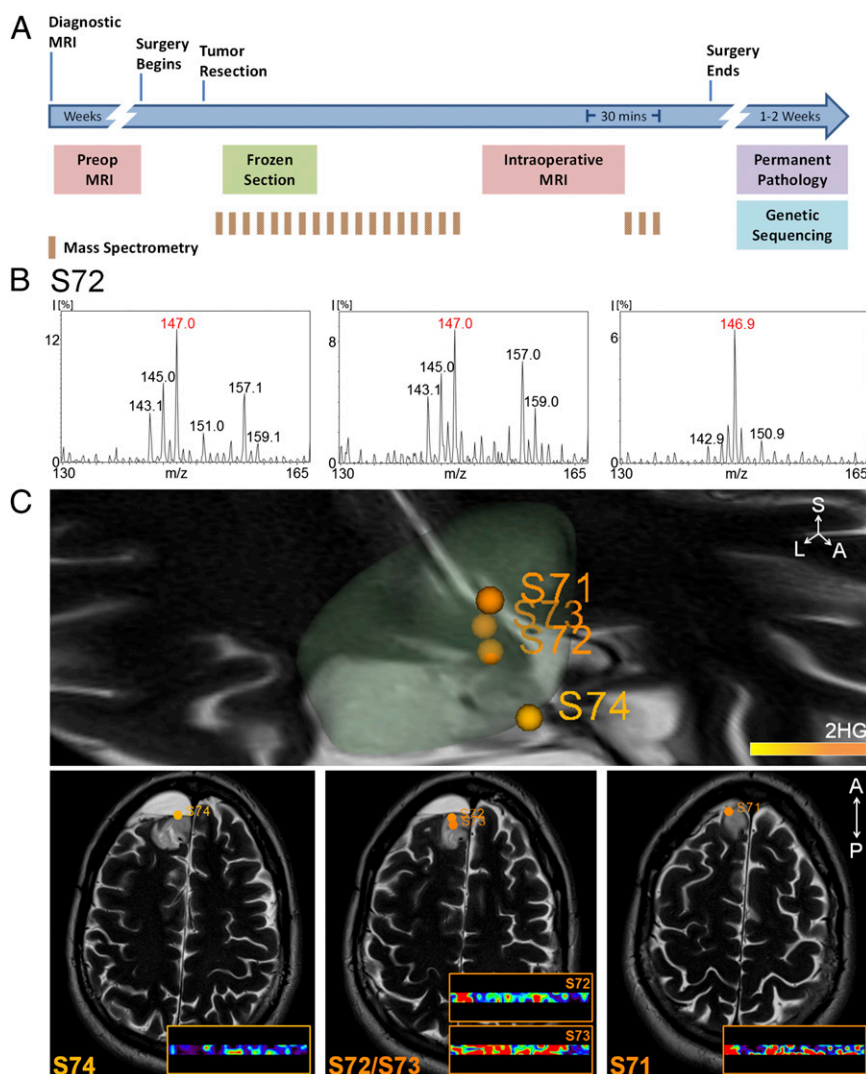 A
Diagnostic
MRI
Surgery
Begins
Tumor
Resection
Surgery
Ends
Weeks
30 mins
1-2 Weeks
Preop
MRI
Frozen
Section
Intraoperative
MRI
Permanent
Pathology
Genetic
Sequencing
Mass Spectrometry
B S72
I [%]
12
0
143.1
145.0
147.0
151.0
157.1
159.1
130 m/z 165
I [%]
8
0
143.1
145.0
147.0
157.0
159.0
130 m/z 165
I [%]
6
0
142.9
146.9
150.9
130 m/z 165
C
S
L A
S71
S73
S72
S74
2HG
S74
S74
S72
S73
S72
S73
S72/S73
S71
A
P
S71